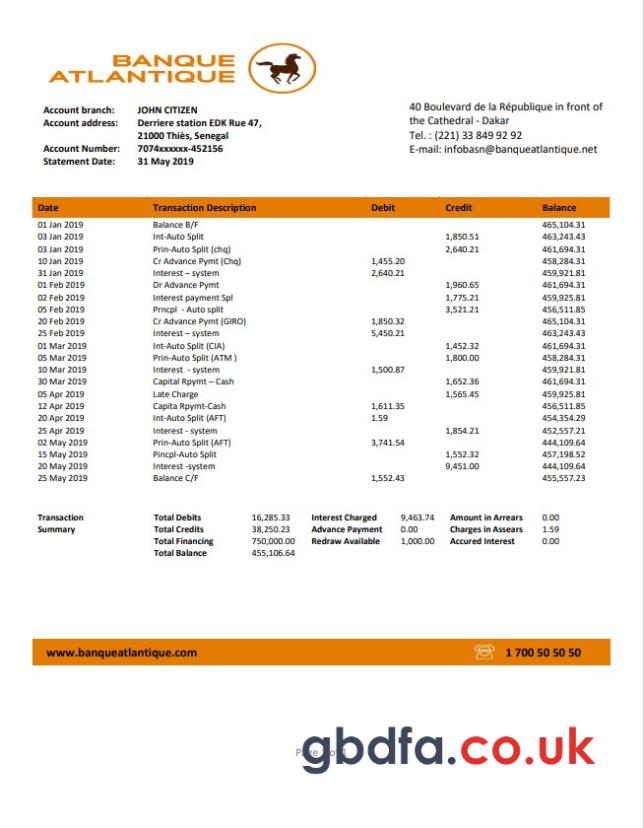 BANQUE
ATLANTIQUE
Account branch: JOHN CITIZEN
Account address: Derriere station EDK Rue 47,
21000 Thiès, Senegal
Account Number: 7074xxxxxx-452156
Statement Date: 31 May 2019
40 Boulevard de la République in front of
the Cathedral - Dakar
Tel. : (221) 33 849 92 92
E-mail: infobasn@banqueatlantique.net
Date Transaction Description Debit Credit Balance
01 Jan 2019 Balance B/F 465,104.31
03 Jan 2019 Int-Auto Split 1,850.51 463,243.43
03 Jan 2019 Prin-Auto Split (chq) 2,640.21 461,694.31
10 Jan 2019 Cr Advance Pymt (Chq) 1,455.20 458,284.31
31 Jan 2019 Interest – system 2,640.21 459,921.81
01 Feb 2019 Dr Advance Pymt 1,960.65 461,694.31
02 Feb 2019 Interest payment Spl 1,775.21 459,925.81
05 Feb 2019 Prncpl - Auto split 3,521.21 456,511.85
20 Feb 2019 Cr Advance Pymt (GIRO) 1,850.32 465,104.31
25 Feb 2019 Interest – system 5,450.21 463,243.43
01 Mar 2019 Int-Auto Split (CIA) 1,452.32 461,694.31
05 Mar 2019 Prin-Auto Split (ATM ) 1,800.00 458,284.31
10 Mar 2019 Interest - system 1,500.87 459,921.81
30 Mar 2019 Capital Rpymt – Cash 1,652.36 461,694.31
05 Apr 2019 Late Charge 1,565.45 459,925.81
12 Apr 2019 Capita Rpymt-Cash 1,611.35 456,511.85
20 Apr 2019 Int-Auto Split (AFT) 1.59 454,354.29
25 Apr 2019 Interest - system 1,854.21 452,557.21
02 May 2019 Prin-Auto Split (AFT) 3,741.54 444,109.64
15 May 2019 Pincpl-Auto Split 1,552.32 457,198.52
20 May 2019 Interest -system 9,451.00 444,109.64
25 May 2019 Balance C/F 1,552.43 455,557.23
Transaction Total Debits 16,285.33 Interest Charged 9,463.74 Amount in Arrears 0.00
Summary Total Credits 38,250.23 Advance Payment 0.00 Charges in Assears 1.59
Total Financing 750,000.00 Redraw Available 1,000.00 Accured Interest 0.00
Total Balance 455,106.64
www.banqueatlantique.com 1 700 50 50 50
gbdfa.co.uk